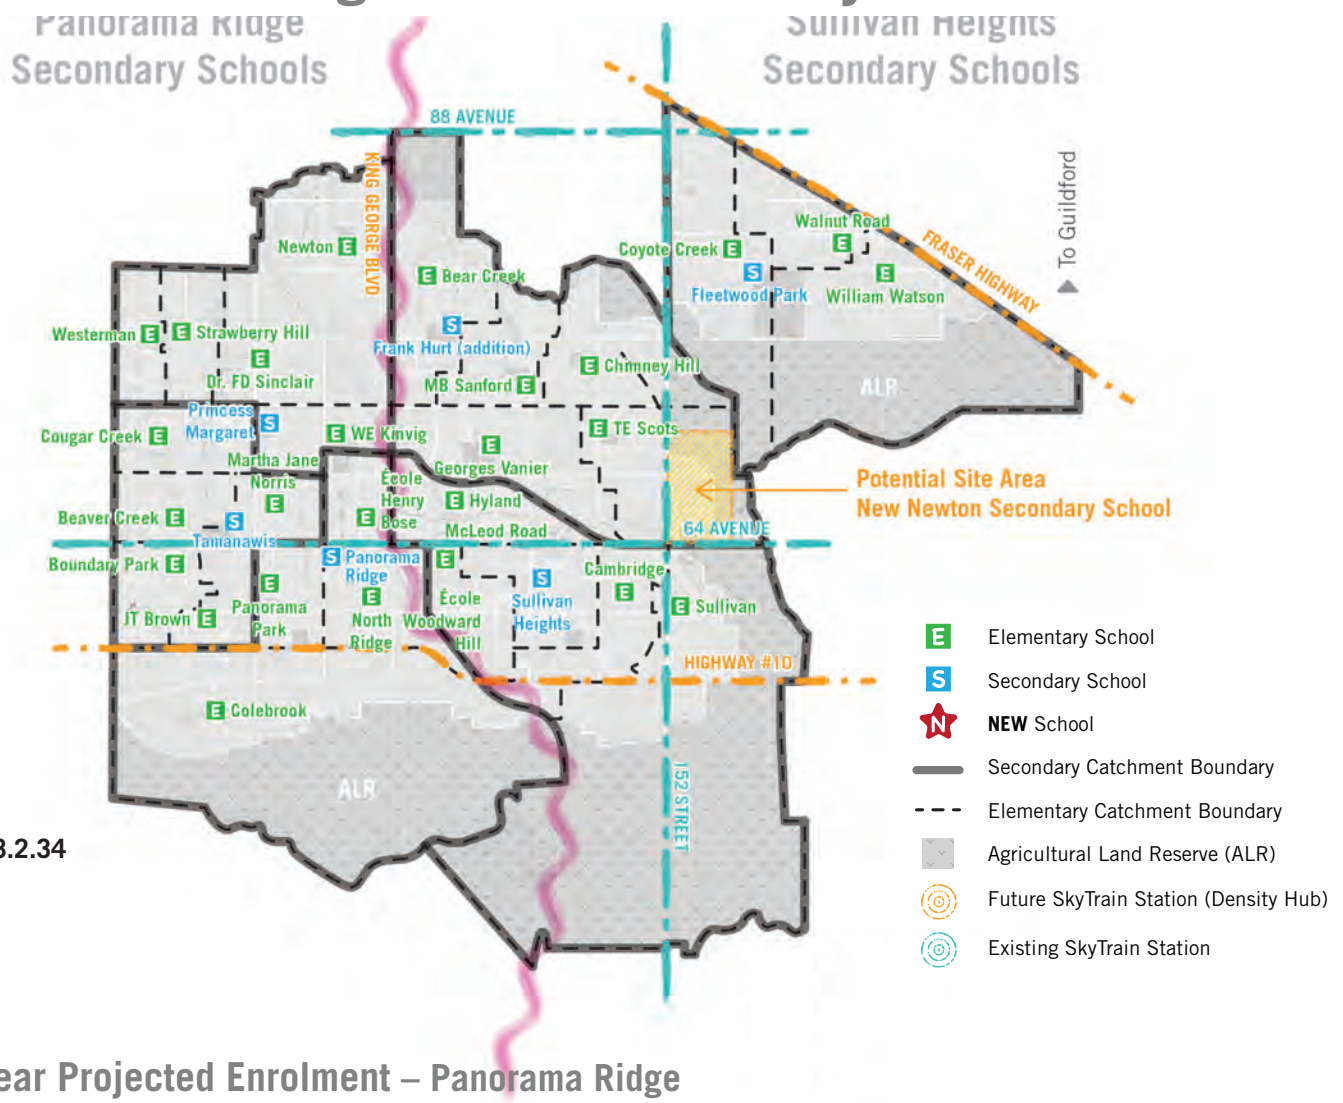 Panorama Ridge
Secondary Schools
Sullivan Heights
Secondary Schools
88 AVENUE
KING GEORGE BLVD
To Guildford
Walnut Road
E
Newton E
Coyote Creek E
FRASER HIGHWAY
E Bear Creek
S
Fleetwood Park
E
William Watson
Westerman E
E Strawberry Hill
S
Frank Hurt (addition)
E
Dr. FD Sinclair
E Chimney Hill
MB Sanford E
ALR
Princess
Margaret S
Cougar Creek E
E WE Kinvig
E TE Scots
E
Georges Vanier
Martha Jane
Norris
E
École
Henry
E Bose
E Hyland
Potential Site Area
New Newton Secondary School
Beaver Creek E
S
Tamanawis
McLeod Road
E
64 AVENUE
Boundary Park E
S Panorama
Ridge
Cambridge
E
E
Panorama
Park
E
North
Ridge
École
Woodward
Hill
S
Sullivan
Heights
E Sullivan
JT Brown E
HIGHWAY #10
E Colebrook
ALR
152 STREET
E Elementary School
S Secondary School
N NEW School
Secondary Catchment Boundary
Elementary Catchment Boundary
Agricultural Land Reserve (ALR)
Future SkyTrain Station (Density Hub)
Existing SkyTrain Station
3.2.34
ear Projected Enrolment – Panorama Ridge